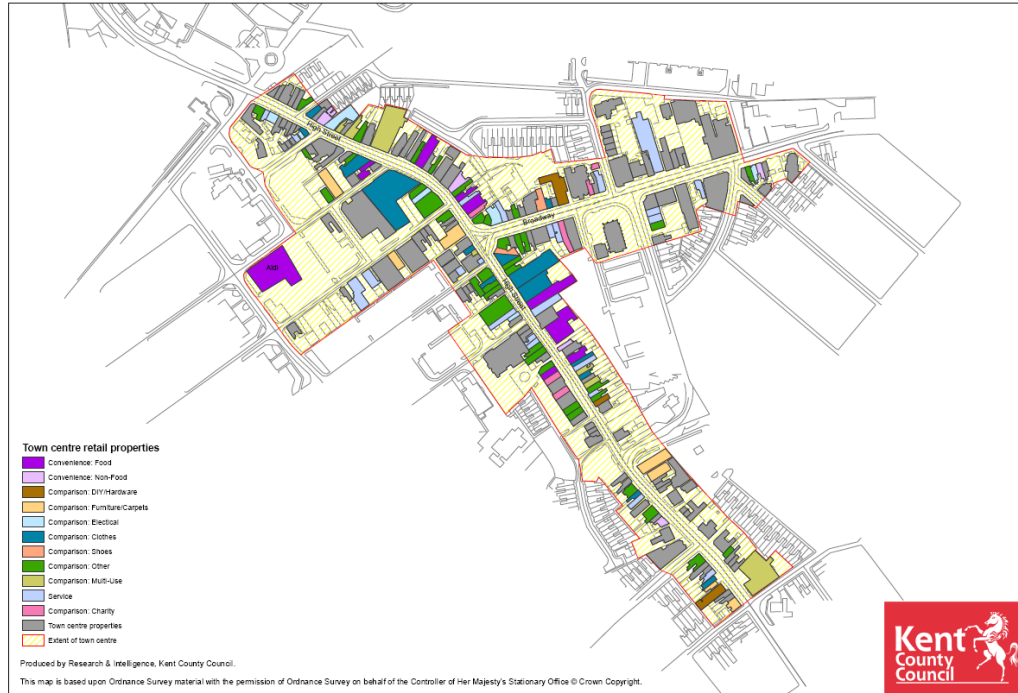 High Street
Broadway
Aldi
High Street
Town centre retail properties
Convenience: Food
Convenience: Non-Food
Comparison: DIY/Hardware
Comparison: Furniture/Carpets
Comparison: Electical
Comparison: Clothes
Comparison: Shoes
Comparison: Other
Comparison: Multi-Use
Service
Comparison: Charity
Town centre properties
Extent of town centre
Produced by Research & Intelligence, Kent County Council.
This map is based upon Ordnance Survey material with the permission of Ordnance Survey on behalf of the Controller of Her Majesty's Stationary Office © Crown Copyright.
Kent
County
Council